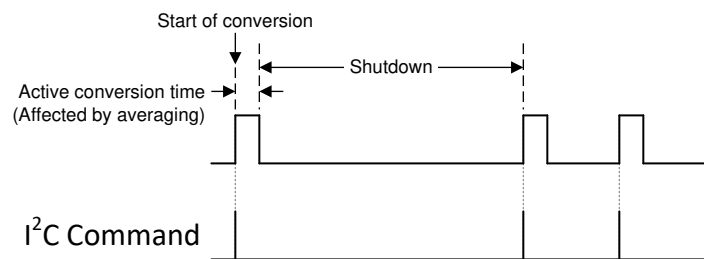 Start of conversion
Shutdown
Active conversion time
(Affected by averaging)
I²C Command